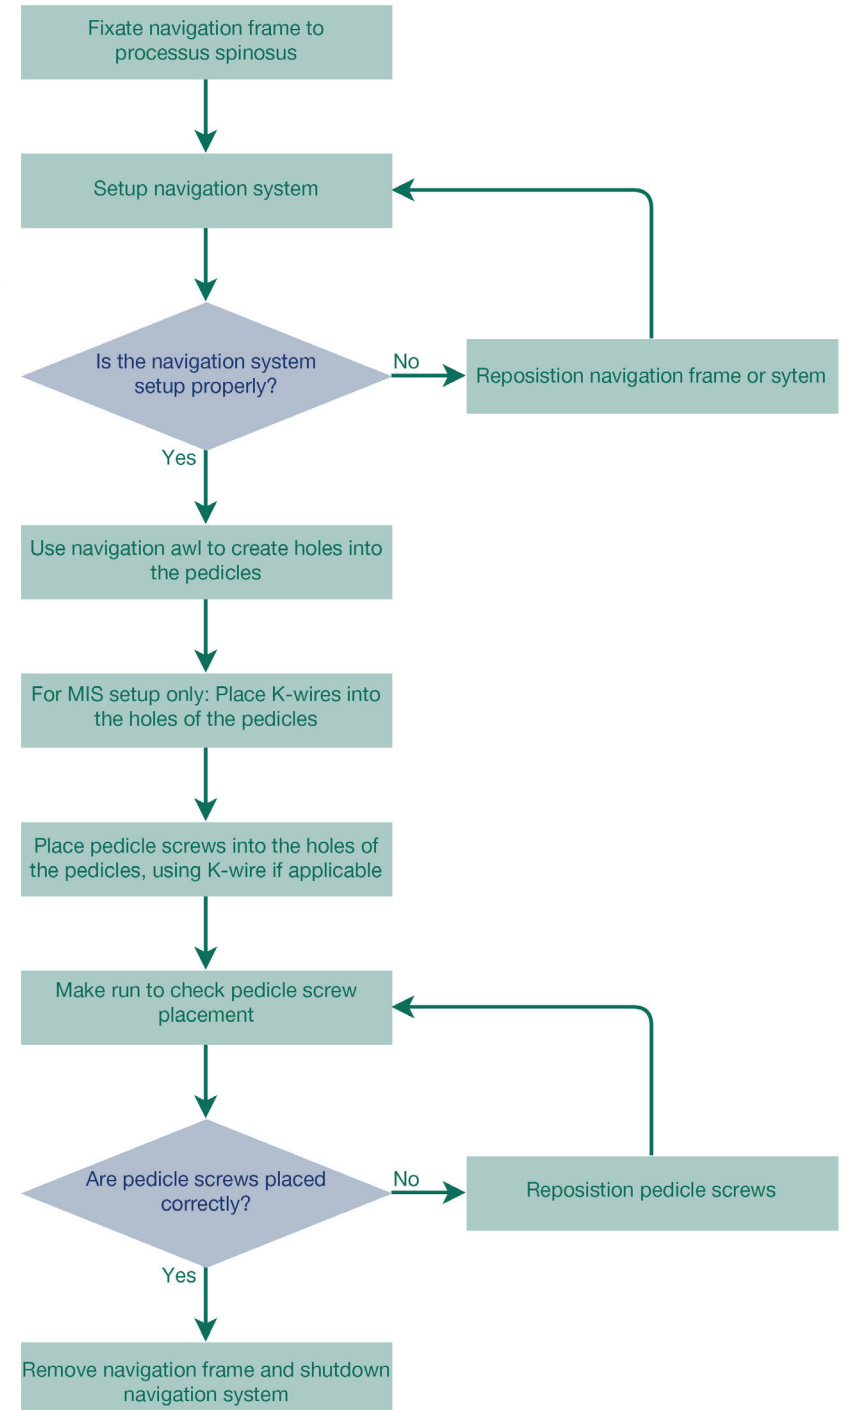 Fixate navigation frame to
processus spinosus
Setup navigation system
Is the navigation system
setup properly?
No
Reposistion navigation frame or sytem
Yes
Use navigation awl to create holes into
the pedicles
For MIS setup only: Place K-wires into
the holes of the pedicles
Place pedicle screws into the holes of
the pedicles, using K-wire if applicable
Make run to check pedicle screw
placement
Are pedicle screws placed
correctly?
No
Reposistion pedicle screws
Yes
Remove navigation frame and shutdown
navigation system